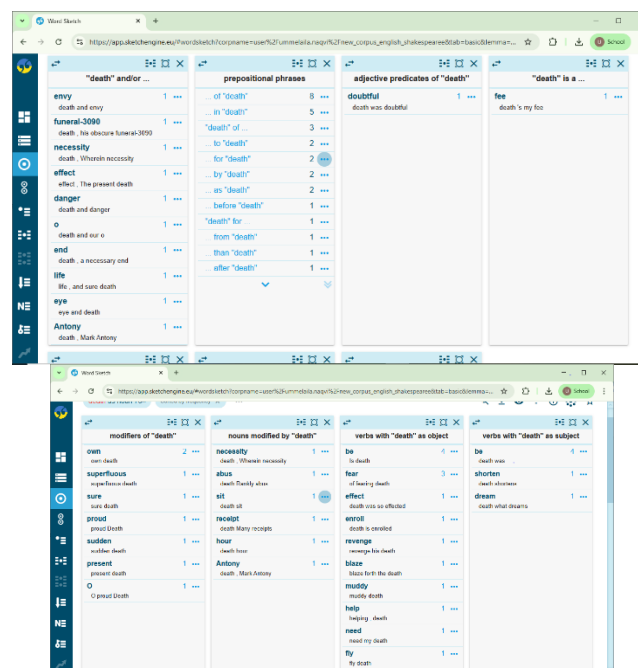 Word Sketch
https://app.sketchengine.eu/#wordsketch?corpname=user%2Fummelaila.naqvi%2Fnew_corpus_english_shakespearee&tab=basic&lemma=...
School
"death" and/or ...
envy 1
death and envy
funeral-3090 1
death , his obscure funeral-3090
necessity 1
death , Wherein necessity
effect 1
effect , The present death
danger 1
death and danger
o 1
death and our o
end 1
death , a necessary end
life 1
life , and sure death
eye 1
eye and death
Antony 1
death , Mark Antony
prepositional phrases
... of "death" 8
... in "death" 5
"death" of ... 3
... to "death" 2
... for "death" 2
... by "death" 2
... as "death" 2
... before "death" 1
"death" for ... 1
... from "death" 1
... than "death" 1
... after "death" 1
adjective predicates of "death"
doubtful 1
death was doubtful
"death" is a ...
fee 1
death 's my fee
Word Sketch
https://app.sketchengine.eu/#wordsketch?corpname=user%2Fummelaila.naqvi%2Fnew_corpus_english_shakespearee&tab=basic&lemma=...
School
modifiers of "death"
own 2
own death
superfluous 1
superfluous death
sure 1
sure death
proud 1
proud Death
sudden 1
sudden death
present 1
present death
O 1
O proud Death
nouns modified by "death"
necessity 1
death , Wherein necessity
abus 1
death Rankly abus
sit 1
death sit
receipt 1
death Many receipts
hour 1
death hour
Antony 1
death , Mark Antony
verbs with "death" as object
be 4
is death
fear 3
of fearing death
effect 1
death was so effected
enroll 1
death is enrolled
revenge 1
revenge his death
blaze 1
blaze forth the death
muddy 1
muddy death
help 1
helping , death
need 1
need my death
fly 1
fly death
verbs with "death" as subject
be 4
death was
shorten 1
death shortens
dream 1
death what dreams